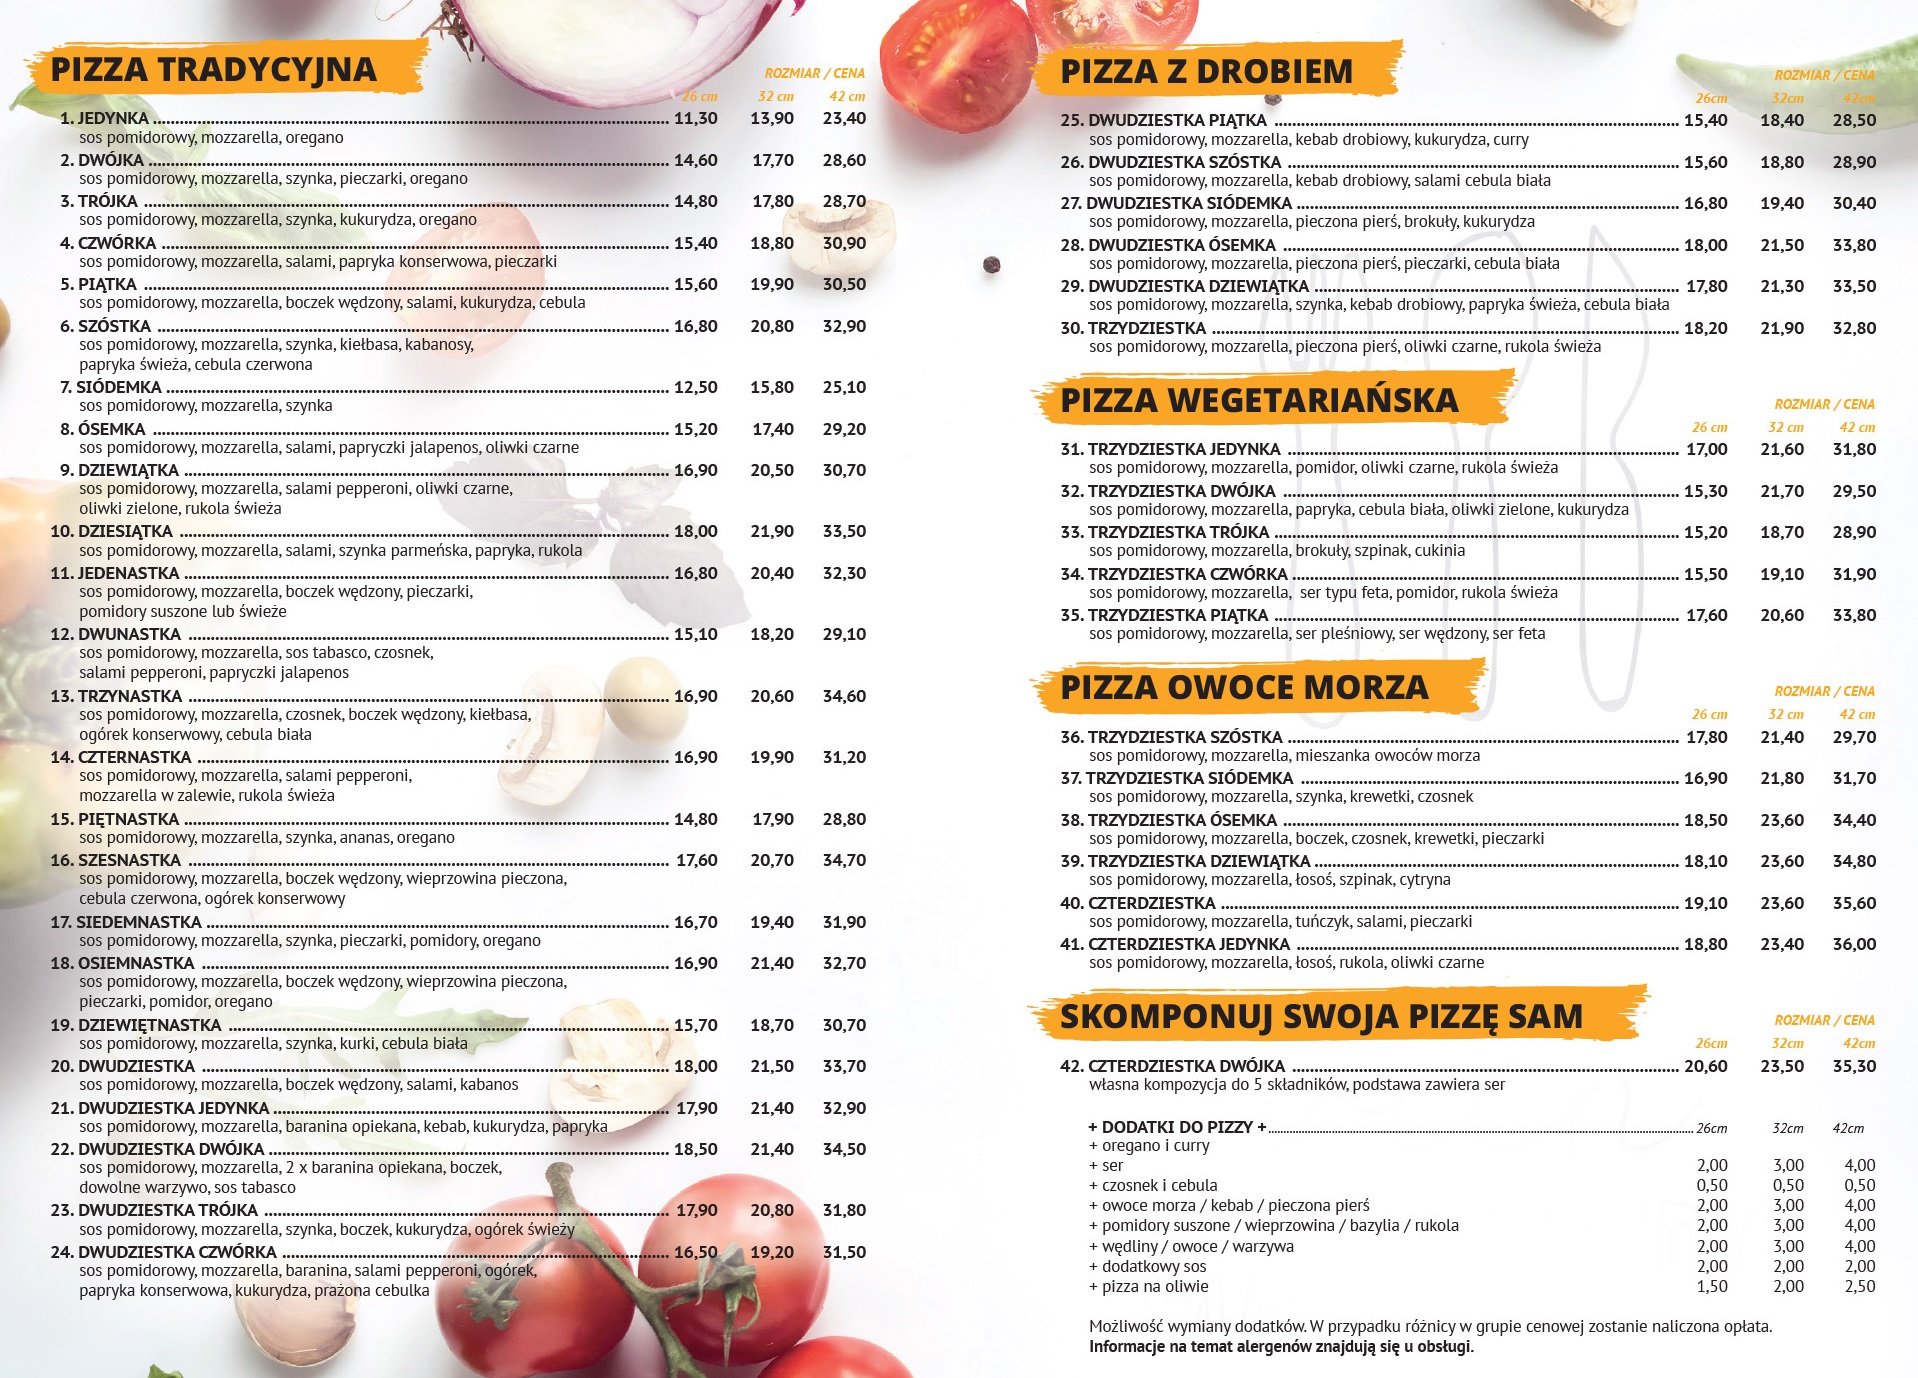 PIZZA TRADYCYJNA
ROZMIAR / CENA
26 cm 32 cm 42 cm
1. JEDYNKA 11,30 13,90 23,40
sos pomidorowy, mozzarella, oregano
2. DWÓJKA 14,60 17,70 28,60
sos pomidorowy, mozzarella, szynka, pieczarki, oregano
3. TRÓJKA 14,80 17,80 28,70
sos pomidorowy, mozzarella, szynka, kukurydza, oregano
4. CZWÓRKA 15,40 18,80 30,90
sos pomidorowy, mozzarella, salami, papryka konserwowa, pieczarki
5. PIĄTKA 15,60 19,90 30,50
sos pomidorowy, mozzarella, boczek wędzony, salami, kukurydza, cebula
6. SZÓSTKA 16,80 20,80 32,90
sos pomidorowy, mozzarella, szynka, kiełbasa, kabanosy,
papryka świeża, cebula czerwona
7. SIÓDEMKA 12,50 15,80 25,10
sos pomidorowy, mozzarella, szynka
8. ÓSEMKA 15,20 17,40 29,20
sos pomidorowy, mozzarella, salami, papryczki jalapenos, oliwki czarne
9. DZIEWIĄTKA 16,90 20,50 30,70
sos pomidorowy, mozzarella, salami pepperoni, oliwki czarne,
oliwki zielone, rukola świeża
10. DZIESIĄTKA 18,00 21,90 33,50
sos pomidorowy, mozzarella, salami, szynka parmeńska, papryka, rukola
11. JEDENASTKA 16,80 20,40 32,30
sos pomidorowy, mozzarella, boczek wędzony, pieczarki,
pomidory suszone lub świeże
12. DWUNASTKA 15,10 18,20 29,10
sos pomidorowy, mozzarella, sos tabasco, czosnek,
salami pepperoni, papryczki jalapenos
13. TRZYNASTKA 16,90 20,60 34,60
sos pomidorowy, mozzarella, czosnek, boczek wędzony, kiełbasa,
ogórek konserwowy, cebula biała
14. CZTERNASTKA 16,90 19,90 31,20
sos pomidorowy, mozzarella, salami pepperoni,
mozzarella w zalewie, rukola świeża
15. PIĘTNASTKA 14,80 17,90 28,80
sos pomidorowy, mozzarella, szynka, ananas, oregano
16. SZESNASTKA 17,60 20,70 34,70
sos pomidorowy, mozzarella, boczek wędzony, wieprzowina pieczona,
cebula czerwona, ogórek konserwowy
17. SIEDEMNASTKA 16,70 19,40 31,90
sos pomidorowy, mozzarella, szynka, pieczarki, pomidory, oregano
18. OSIEMNASTKA 16,90 21,40 32,70
sos pomidorowy, mozzarella, boczek wędzony, wieprzowina pieczona,
pieczarki, pomidor, oregano
19. DZIEWIĘTNASTKA 15,70 18,70 30,70
sos pomidorowy, mozzarella, szynka, kurki, cebula biała
20. DWUDZIESTKA 18,00 21,50 33,70
sos pomidorowy, mozzarella, boczek wędzony, salami, kabanos
21. DWUDZIESTKA JEDYNKA 17,90 21,40 32,90
sos pomidorowy, mozzarella, baranina opiekana, kebab, kukurydza, papryka
22. DWUDZIESTKA DWÓJKA 18,50 21,40 34,50
sos pomidorowy, mozzarella, 2 x baranina opiekana, boczek,
dowolne warzywo, sos tabasco
23. DWUDZIESTKA TRÓJKA 17,90 20,80 31,80
sos pomidorowy, mozzarella, szynka, boczek, kukurydza, ogórek świeży
24. DWUDZIESTKA CZWÓRKA 16,50 19,20 31,50
sos pomidorowy, mozzarella, baranina, salami pepperoni, ogórek,
papryka konserwowa, kukurydza, prażona cebulka
PIZZA Z DROBIEM
ROZMIAR / CENA
26cm 32cm 42cm
25. DWUDZIESTKA PIĄTKA 15,40 18,40 28,50
sos pomidorowy, mozzarella, kebab drobiowy, kukurydza, curry
26. DWUDZIESTKA SZÓSTKA 15,60 18,80 28,90
sos pomidorowy, mozzarella, kebab drobiowy, salami cebula biała
27. DWUDZIESTKA SIÓDEMKA 16,80 19,40 30,40
sos pomidorowy, mozzarella, pieczona pierś, brokuły, kukurydza
28. DWUDZIESTKA ÓSEMKA 18,00 21,50 33,80
sos pomidorowy, mozzarella, pieczona pierś, pieczarki, cebula biała
29. DWUDZIESTKA DZIEWIĄTKA 17,80 21,30 33,50
sos pomidorowy, mozzarella, szynka, kebab drobiowy, papryka świeża, cebula biała
30. TRZYDZIESTKA 18,20 21,90 32,80
sos pomidorowy, mozzarella, pieczona pierś, oliwki czarne, rukola świeża
PIZZA WEGETARIAŃSKA
ROZMIAR / CENA
26 cm 32 cm 42 cm
31. TRZYDZIESTKA JEDYNKA 17,00 21,60 31,80
sos pomidorowy, mozzarella, pomidor, oliwki czarne, rukola świeża
32. TRZYDZIESTKA DWÓJKA 15,30 21,70 29,50
sos pomidorowy, mozzarella, papryka, cebula biała, oliwki zielone, kukurydza
33. TRZYDZIESTKA TRÓJKA 15,20 18,70 28,90
sos pomidorowy, mozzarella, brokuły, szpinak, cukinia
34. TRZYDZIESTKA CZWÓRKA 15,50 19,10 31,90
sos pomidorowy, mozzarella, ser typu feta, pomidor, rukola świeża
35. TRZYDZIESTKA PIĄTKA 17,60 20,60 33,80
sos pomidorowy, mozzarella, ser pleśniowy, ser wędzony, ser feta
PIZZA OWOCE MORZA
ROZMIAR / CENA
26 cm 32 cm 42 cm
36. TRZYDZIESTKA SZÓSTKA 17,80 21,40 29,70
sos pomidorowy, mozzarella, mieszanka owoców morza
37. TRZYDZIESTKA SIÓDEMKA 16,90 21,80 31,70
sos pomidorowy, mozzarella, szynka, krewetki, czosnek
38. TRZYDZIESTKA ÓSEMKA 18,50 23,60 34,40
sos pomidorowy, mozzarella, boczek, czosnek, krewetki, pieczarki
39. TRZYDZIESTKA DZIEWIĄTKA 18,10 23,60 34,80
sos pomidorowy, mozzarella, łosoś, szpinak, cytryna
40. CZTERDZIESTKA 19,10 23,60 35,60
sos pomidorowy, mozzarella, tuńczyk, salami, pieczarki
41. CZTERDZIESTKA JEDYNKA 18,80 23,40 36,00
sos pomidorowy, mozzarella, łosoś, rukola, oliwki czarne
SKOMPONUJ SWOJA PIZZĘ SAM
ROZMIAR / CENA
26cm 32cm 42cm
42. CZTERDZIESTKA DWÓJKA 20,60 23,50 35,30
własna kompozycja do 5 składników, podstawa zawiera ser
+ DODATKI DO PIZZY + 26cm 32cm 42cm
+ oregano i curry
+ ser 2,00 3,00 4,00
+ czosnek i cebula 0,50 0,50 0,50
+ owoce morza / kebab / pieczona pierś 2,00 3,00 4,00
+ pomidory suszone / wieprzowina / bazylia / rukola 2,00 3,00 4,00
+ wędliny / owoce / warzywa 2,00 3,00 4,00
+ dodatkowy sos 2,00 2,00 2,00
+ pizza na oliwie 1,50 2,00 2,50
Możliwość wymiany dodatków. W przypadku różnicy w grupie cenowej zostanie naliczona opłata.
Informacje na temat alergenów znajdują się u obsługi.